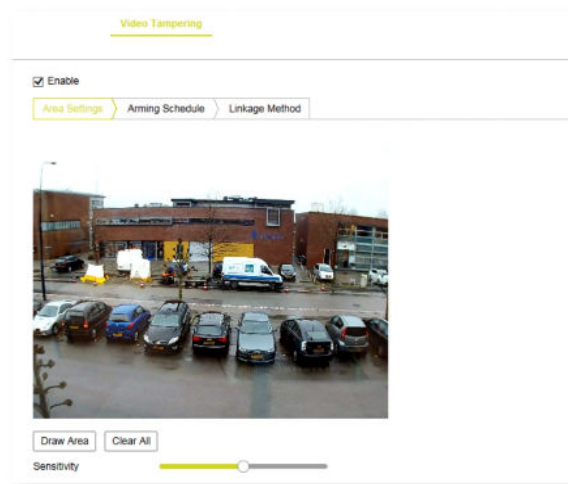 Video Tampering
Enable
Area Settings
Arming Schedule
Linkage Method
Draw Area
Clear All
Sensitivity